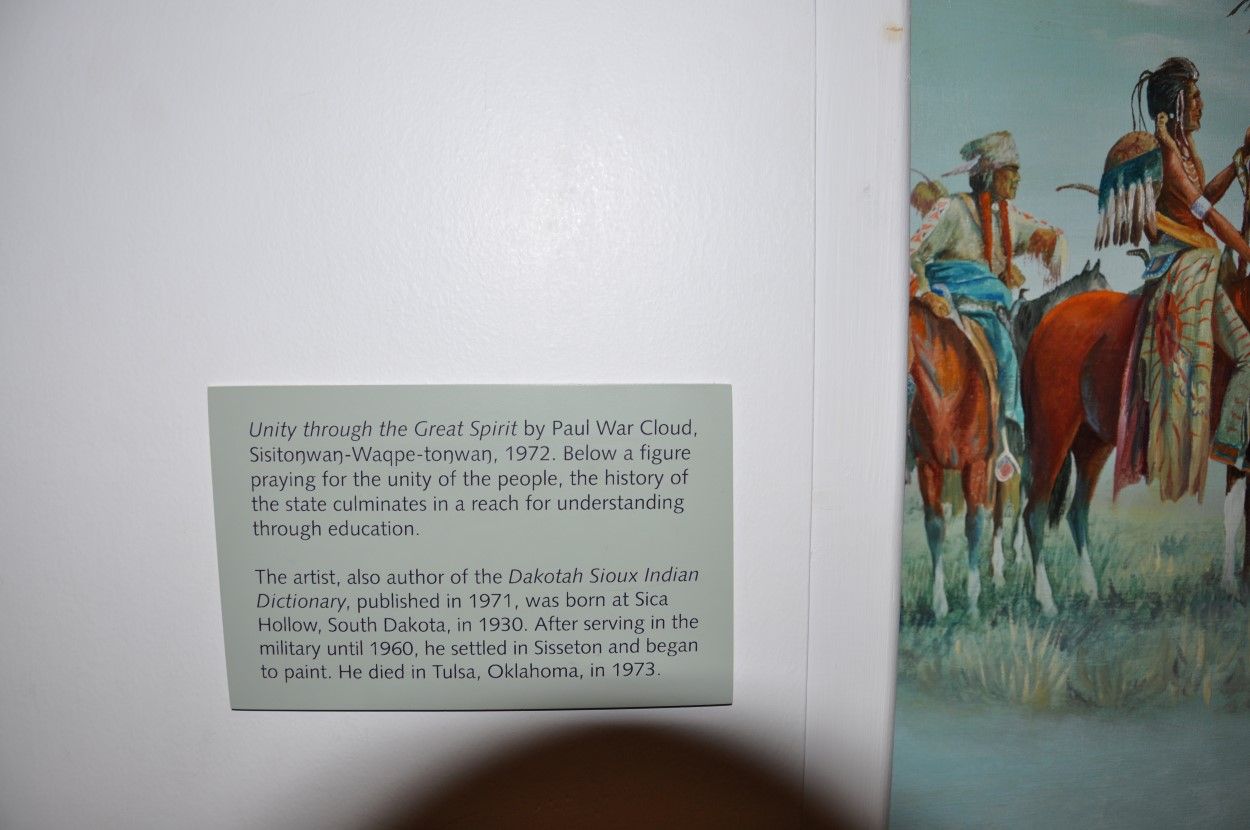 Unity through the Great Spirit by Paul War Cloud,
Sisitoŋwaŋ-Waqpe-toŋwaŋ, 1972. Below a figure
praying for the unity of the people, the history of
the state culminates in a reach for understanding
through education.
The artist, also author of the Dakotah Sioux Indian
Dictionary, published in 1971, was born at Sica
Hollow, South Dakota, in 1930. After serving in the
military until 1960, he settled in Sisseton and began
to paint. He died in Tulsa, Oklahoma, in 1973.